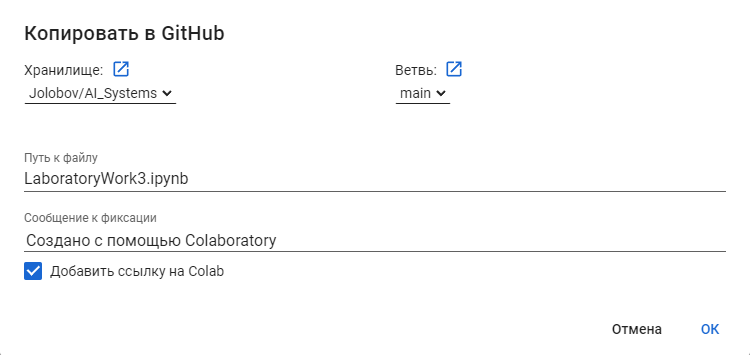 Копировать в GitHub
Хранилище: Ветвь:
Jolobov/AI_Systems main
Путь к файлу
LaboratoryWork3.ipynb
Сообщение к фиксации
Создано с помощью Colaboratory
Добавить ссылку на Colab
Отмена ОК